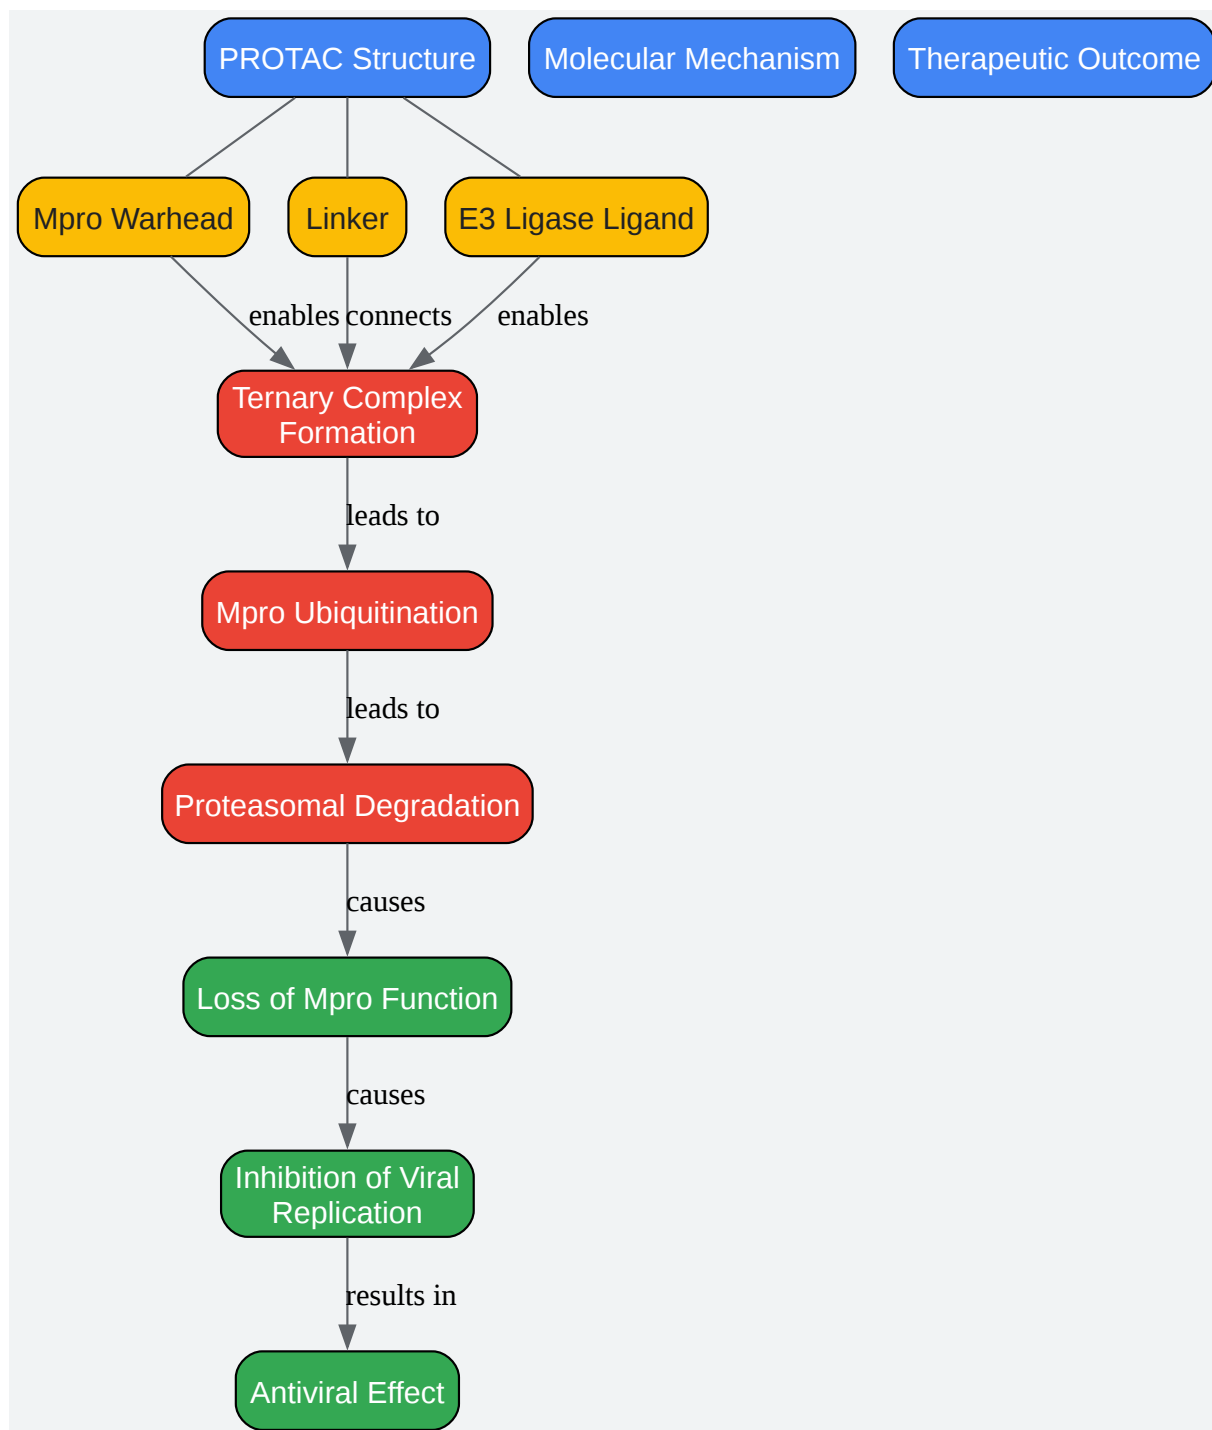 PROTAC Structure
Molecular Mechanism
Therapeutic Outcome
Mpro Warhead
Linker
E3 Ligase Ligand
enables
connects
enables
Ternary Complex
Formation
leads to
Mpro Ubiquitination
leads to
Proteasomal Degradation
causes
Loss of Mpro Function
causes
Inhibition of Viral
Replication
results in
Antiviral Effect